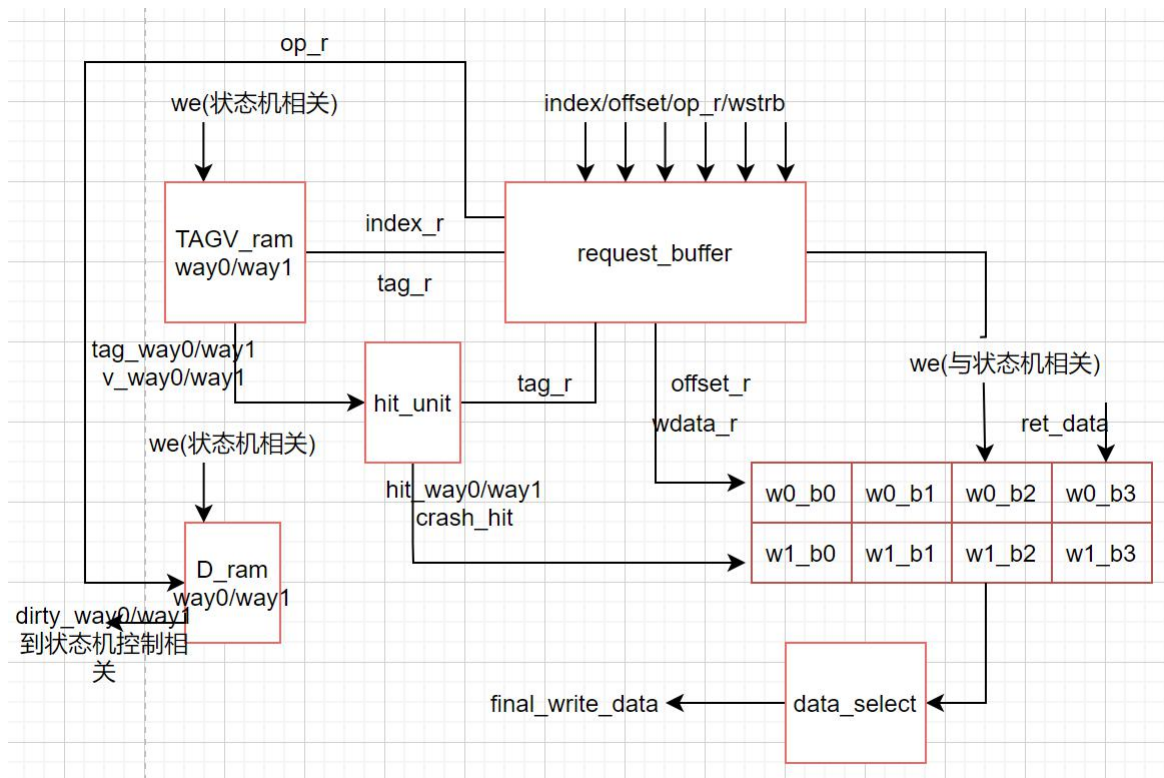 op_r
we(状态机相关)
index/offset/op_r/wstrb
TAGV_ram
way0/way1
index_r
tag_r
request_buffer
tag_way0/way1
v_way0/way1
hit_unit
tag_r
offset_r
wdata_r
we(与状态机相关)
ret_data
we(状态机相关)
hit_way0/way1
crash_hit
w0_b0
w0_b1
w0_b2
w0_b3
w1_b0
w1_b1
w1_b2
w1_b3
D_ram
way0/way1
dirty_way0/way1
到状态机控制相
关
final_write_data
data_select